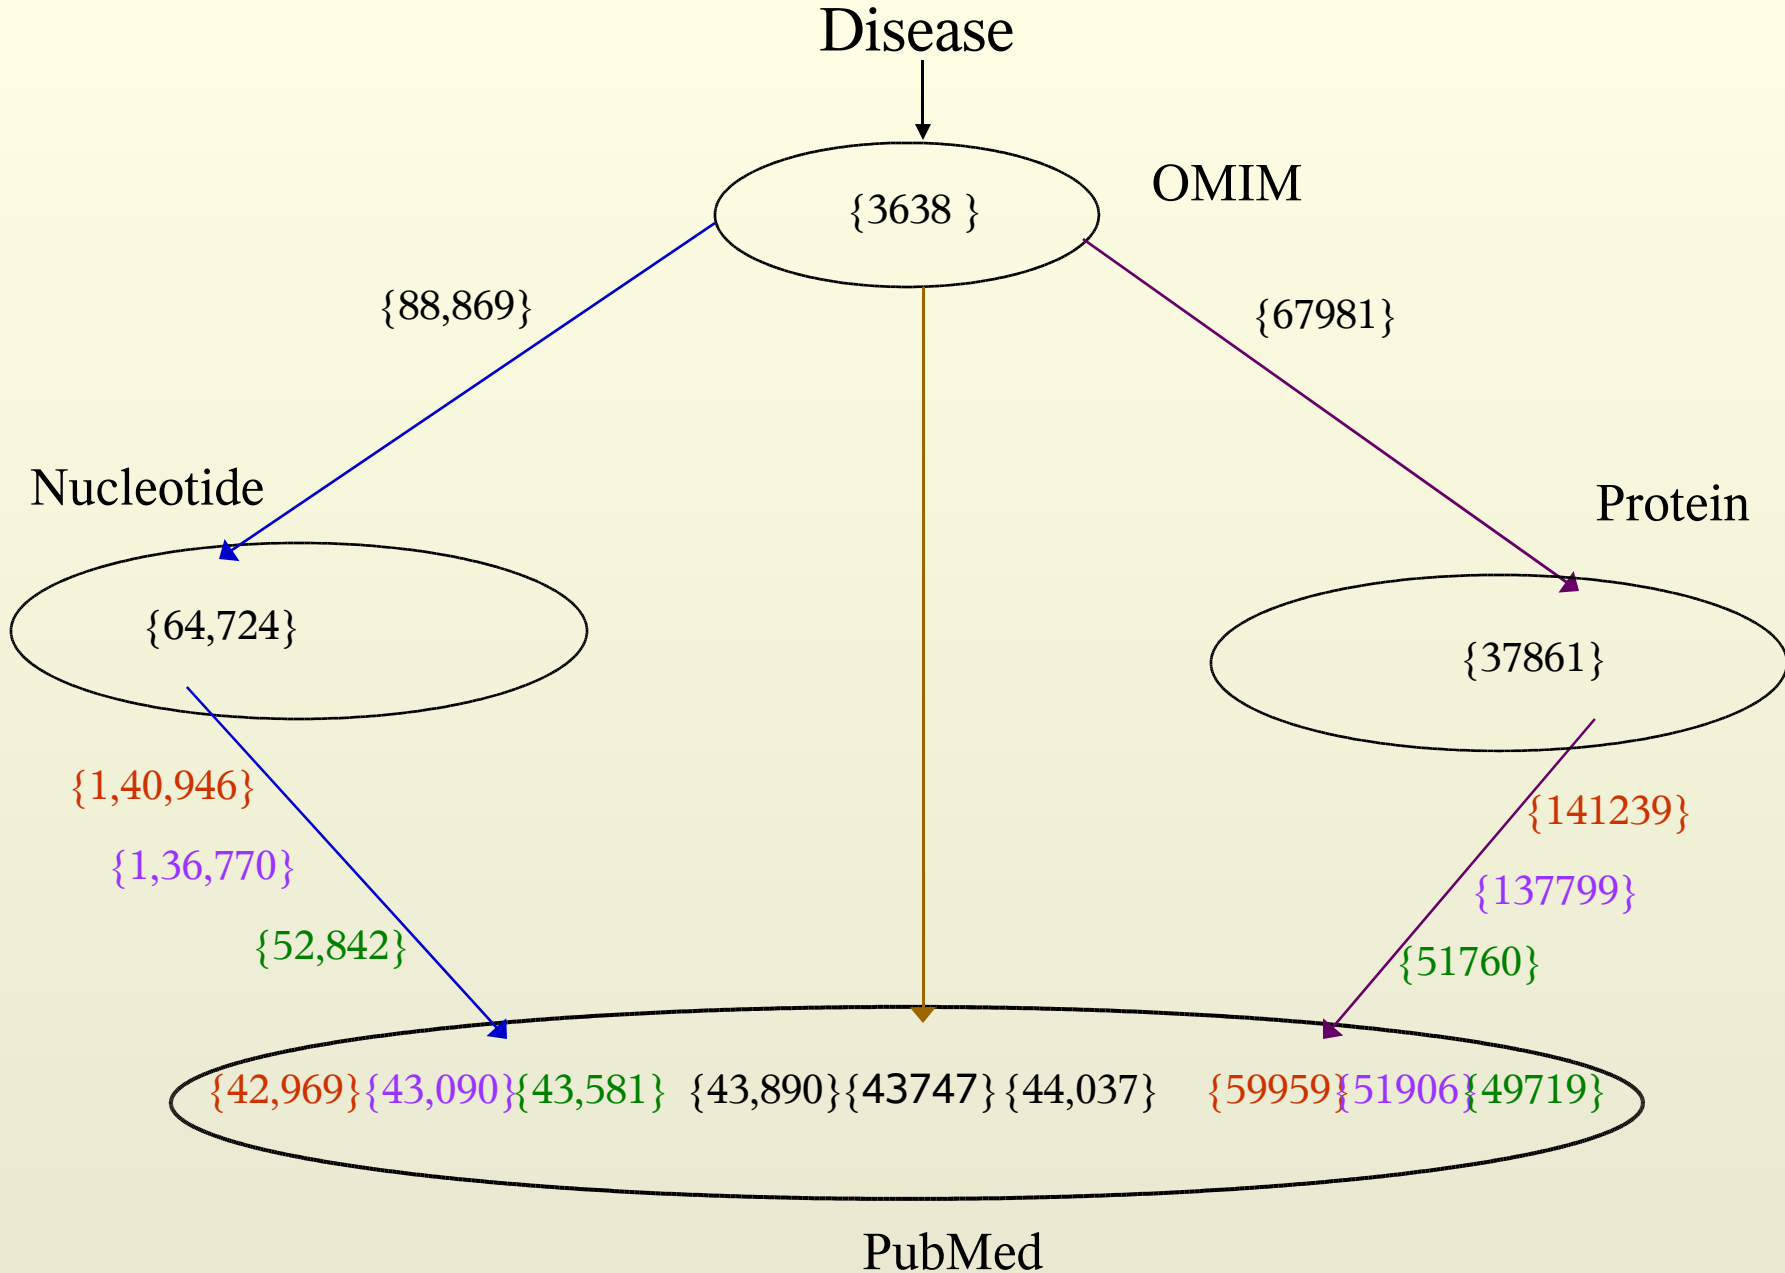 Disease
OMIM
{3638 }
{88,869}
{67981}
Nucleotide
Protein
{64,724}
{37861}
{1,40,946}
{141239}
{1,36,770}
{137799}
{52,842}
{51760}
{42,969} {43,090} {43,581} {43,890} {43747} {44,037} {59959} {51906} {49719}
PubMed